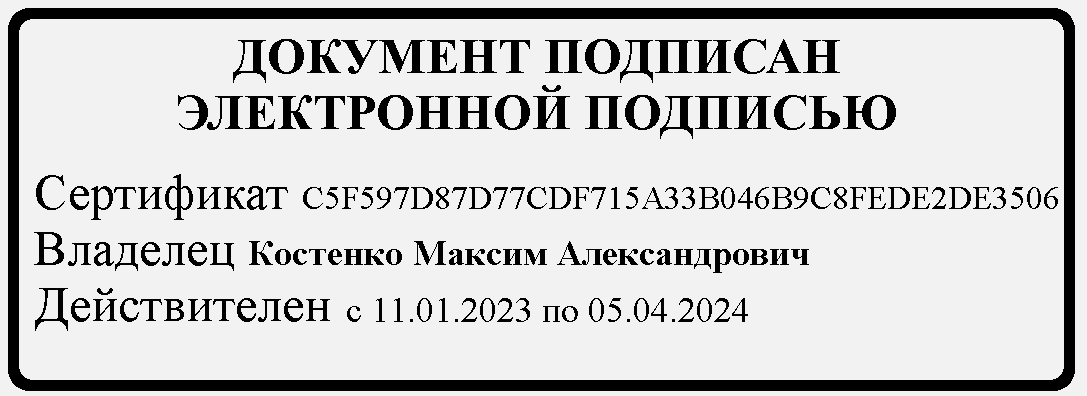 ДОКУМЕНТ ПОДПИСАН
ЭЛЕКТРОННОЙ ПОДПИСЬЮ
Сертификат C5F597D87D77CDF715A33B046B9C8FEDE2DE3506
Владелец Костенко Максим Александрович
Действителен с 11.01.2023 по 05.04.2024